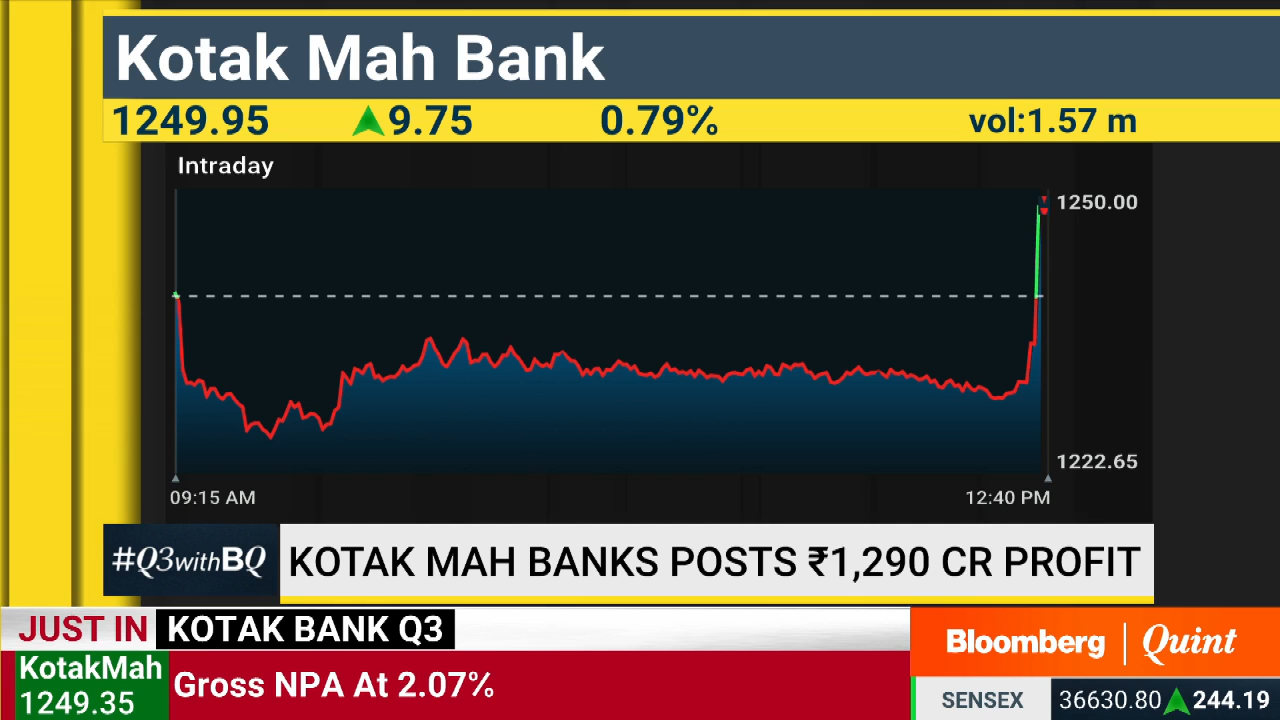 Kotak Mah Bank
1249.95 ▲ 9.75 0.79% vol:1.57 m
Intraday
1250.00
1222.65
09:15 AM 12:40 PM
#Q3withBQ KOTAK MAH BANKS POSTS ₹1,290 CR PROFIT
JUST IN KOTAK BANK Q3
KotakMah
1249.35
Gross NPA At 2.07%
Bloomberg | Quint
SENSEX 36630.80 ▲ 244.19